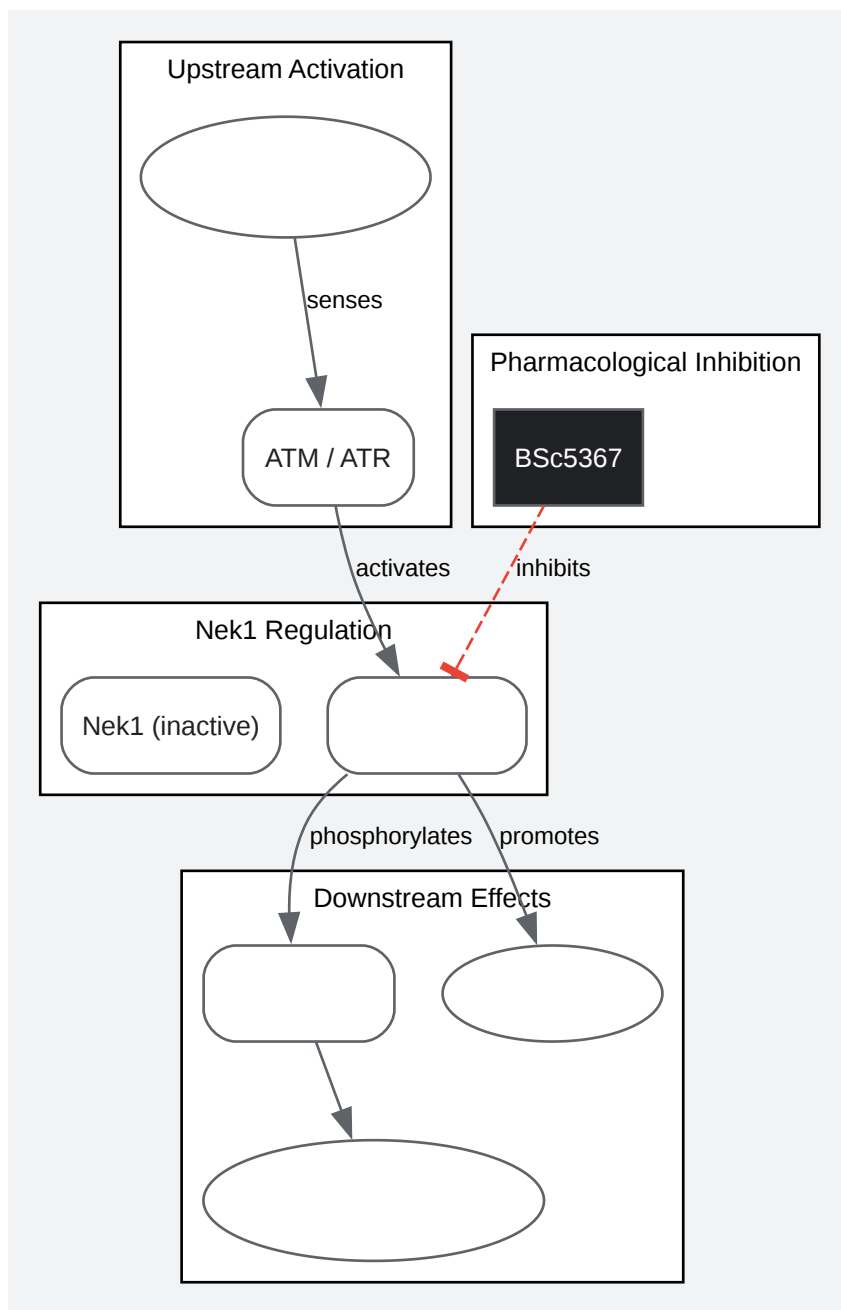 Upstream Activation
senses
Pharmacological Inhibition
ATM / ATR
BSc5367
activates
inhibits
Nek1 Regulation
Nek1 (inactive)
phosphorylates
promotes
Downstream Effects